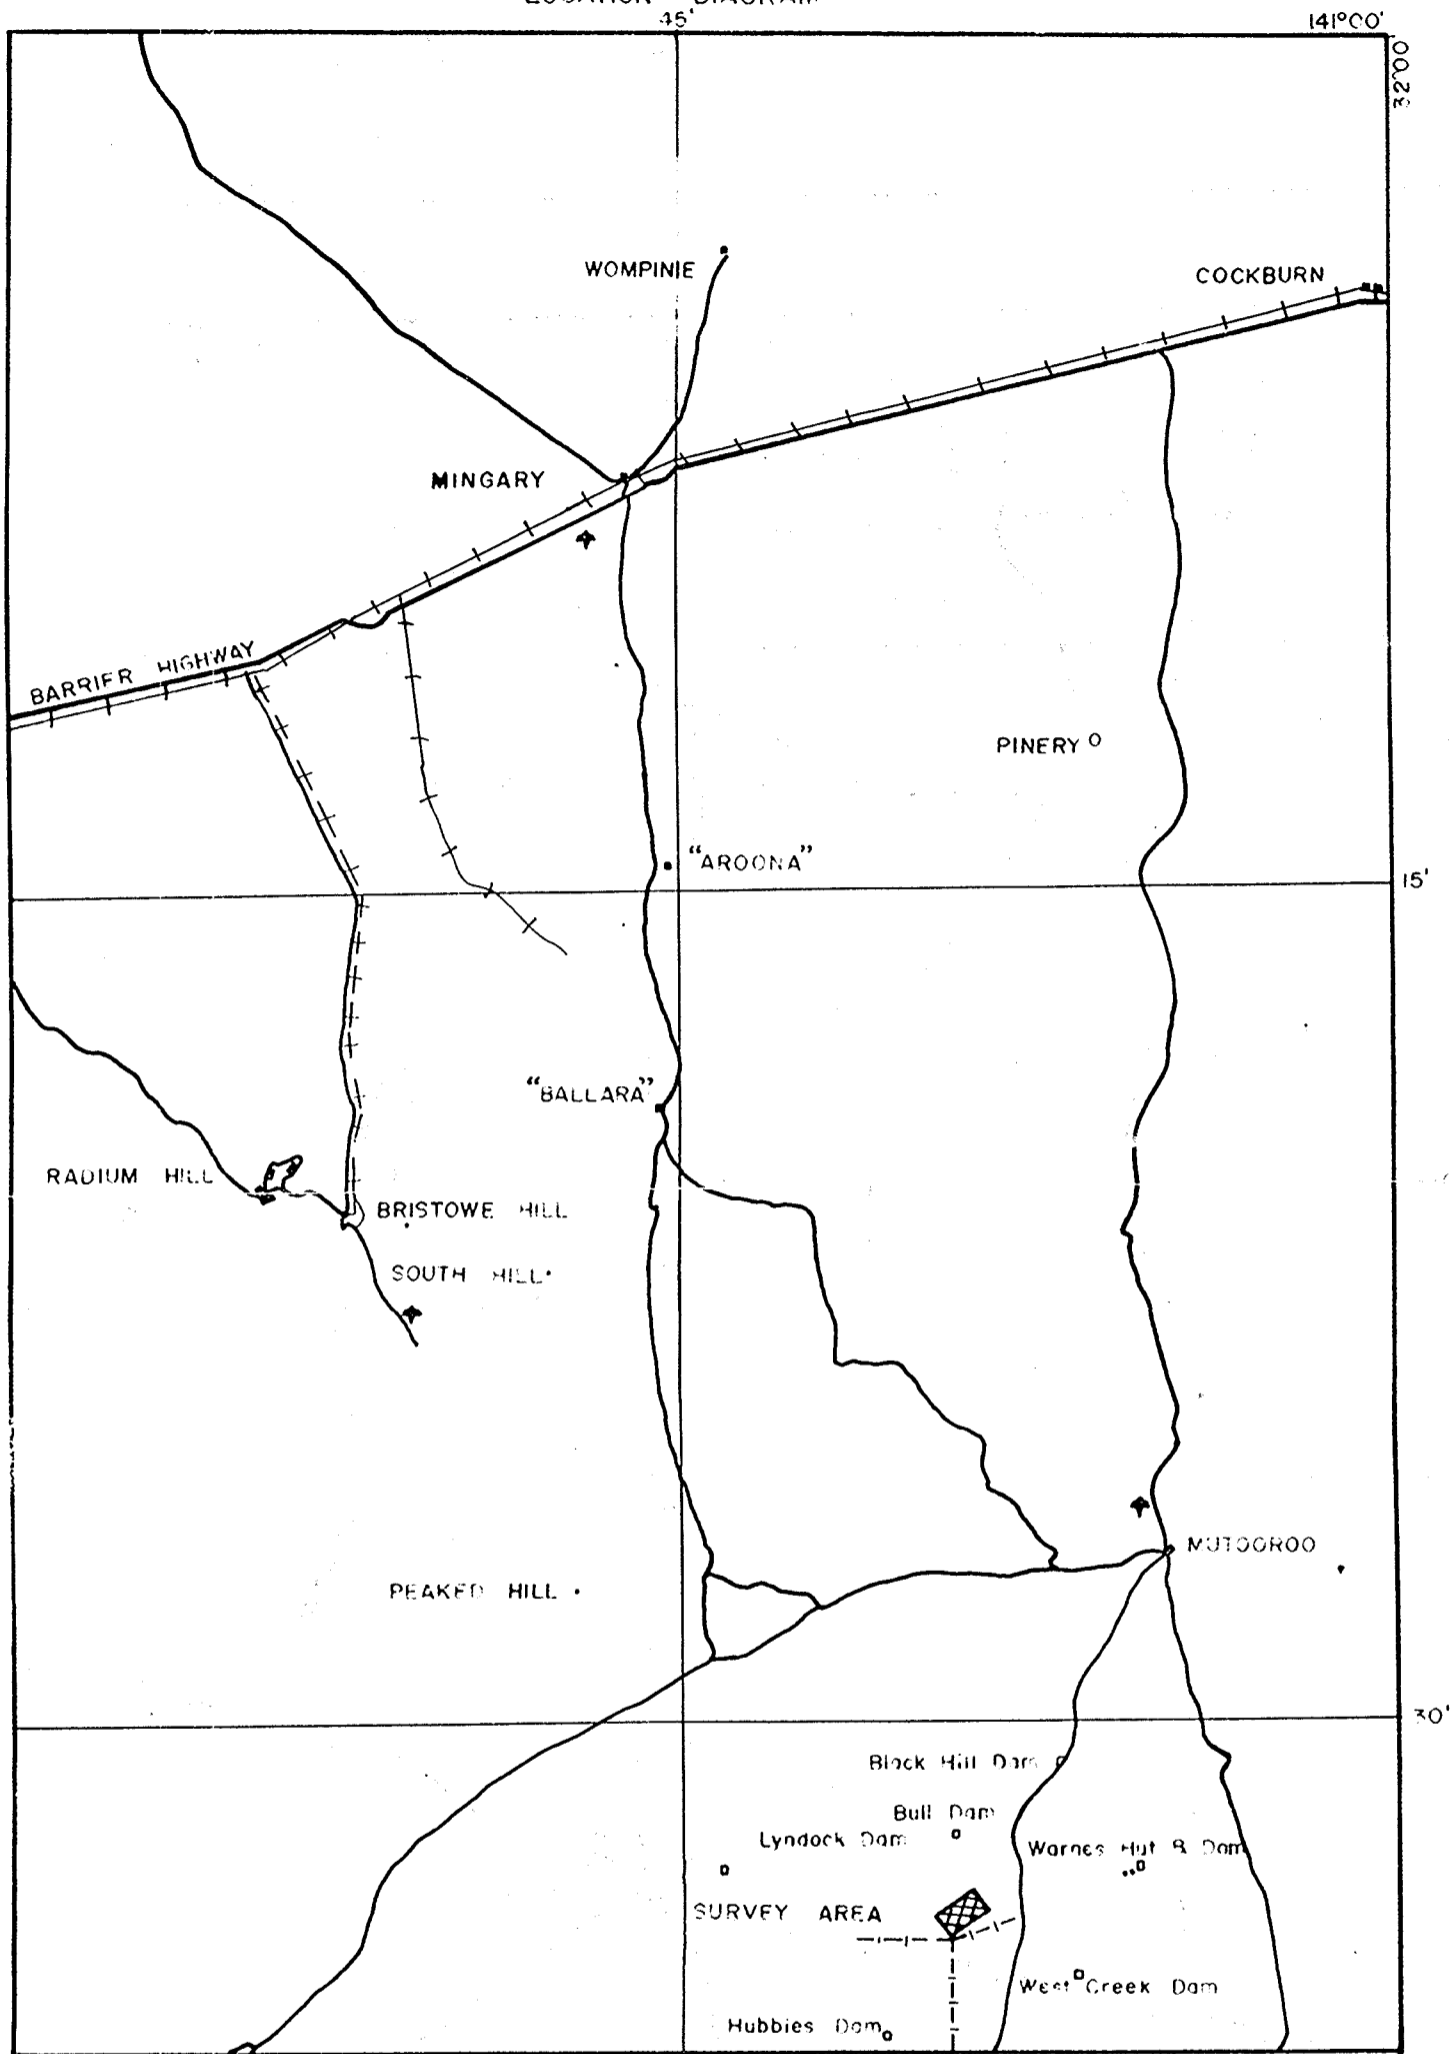 LOCATION DIAGRAM
45'
141°00'
32°00
WOMPINIE
COCKBURN
MINGARY
BARRIER HIGHWAY
PINERY
"AROONA"
15'
"BALLARA"
RADIUM HILL
BRISTOWE HILL
SOUTH HILL
MUTOOROO
PEAKED HILL
30'
Black Hill Dam
Bull Dam
Lyndock Dam
Warnes Hut & Dam
SURVEY AREA
West Creek Dam
Hubbies Dam